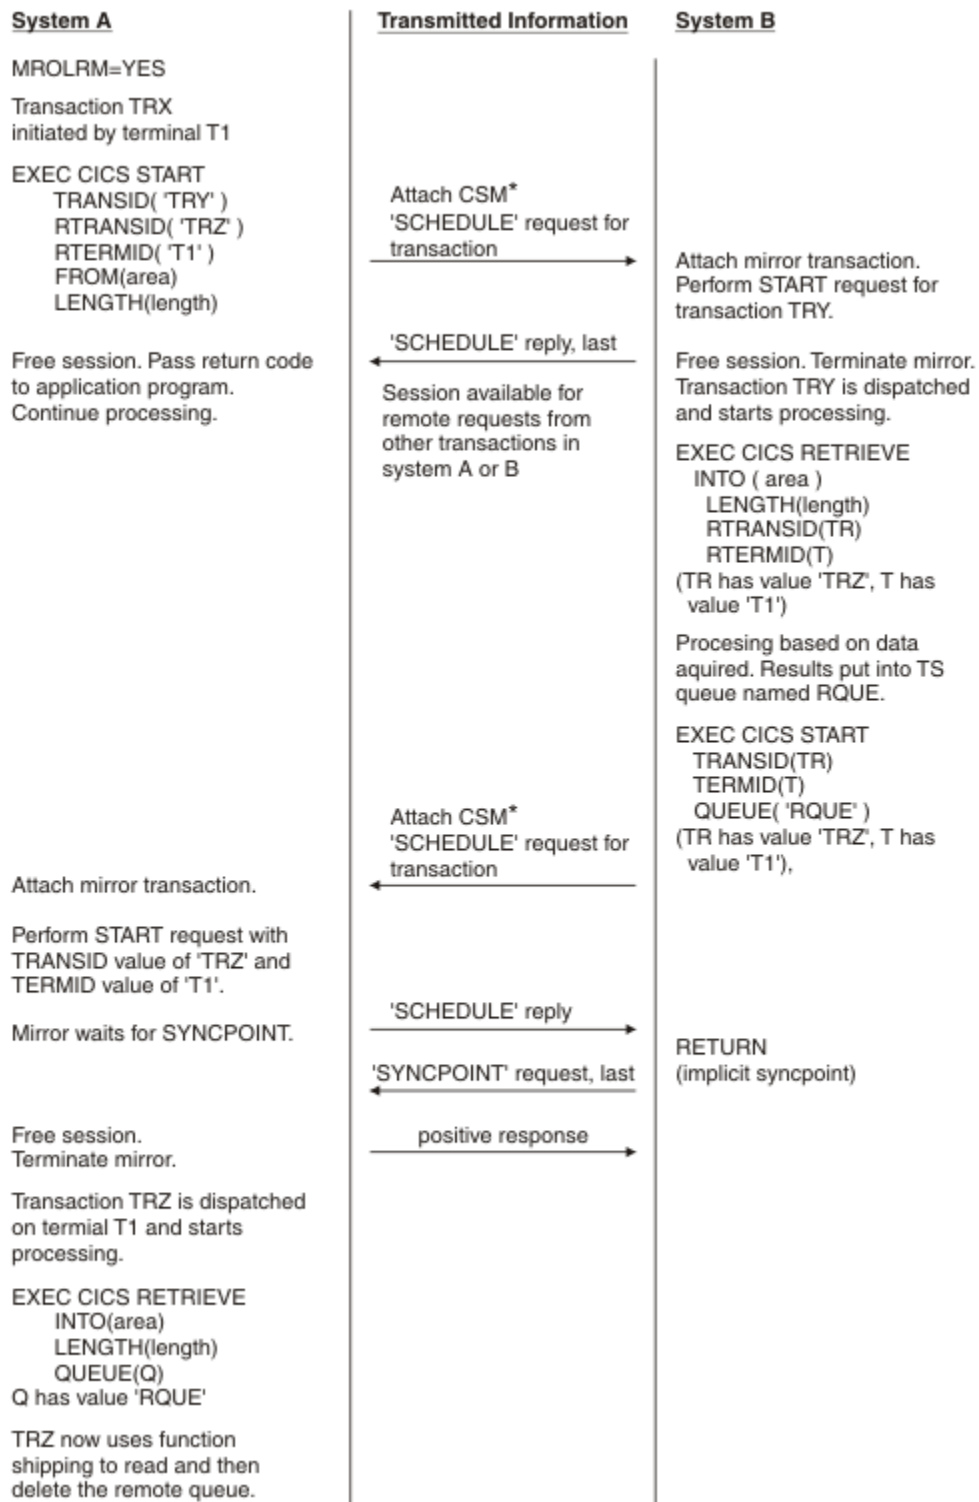 System A
Transmitted Information
System B
MROLRM=YES
Transaction TRX
initiated by terminal T1
EXEC CICS START
TRANSID( 'TRY' )
RTRANSID( 'TRZ' )
RTERMID( 'T1' )
FROM(area)
LENGTH(length)
Attach CSM*
'SCHEDULE' request for
transaction
Attach mirror transaction.
Perform START request for
transaction TRY.
'SCHEDULE' reply, last
Free session. Pass return code
to application program.
Continue processing.
Session available for
remote requests from
other transactions in
system A or B
Free session. Terminate mirror.
Transaction TRY is dispatched
and starts processing.
EXEC CICS RETRIEVE
INTO ( area )
LENGTH(length)
RTRANSID(TR)
RTERMID(T)
(TR has value 'TRZ', T has
value 'T1')
Procesing based on data
aquired. Results put into TS
queue named RQUE.
EXEC CICS START
TRANSID(TR)
TERMID(T)
QUEUE( 'RQUE' )
(TR has value 'TRZ', T has
value 'T1'),
Attach CSM*
'SCHEDULE' request for
transaction
Attach mirror transaction.
Perform START request with
TRANSID value of 'TRZ' and
TERMID value of 'T1'.
'SCHEDULE' reply
Mirror waits for SYNCPOINT.
RETURN
(implicit syncpoint)
'SYNCPOINT' request, last
Free session.
Terminate mirror.
positive response
Transaction TRZ is dispatched
on termial T1 and starts
processing.
EXEC CICS RETRIEVE
INTO(area)
LENGTH(length)
QUEUE(Q)
Q has value 'RQUE'
TRZ now uses function
shipping to read and then
delete the remote queue.